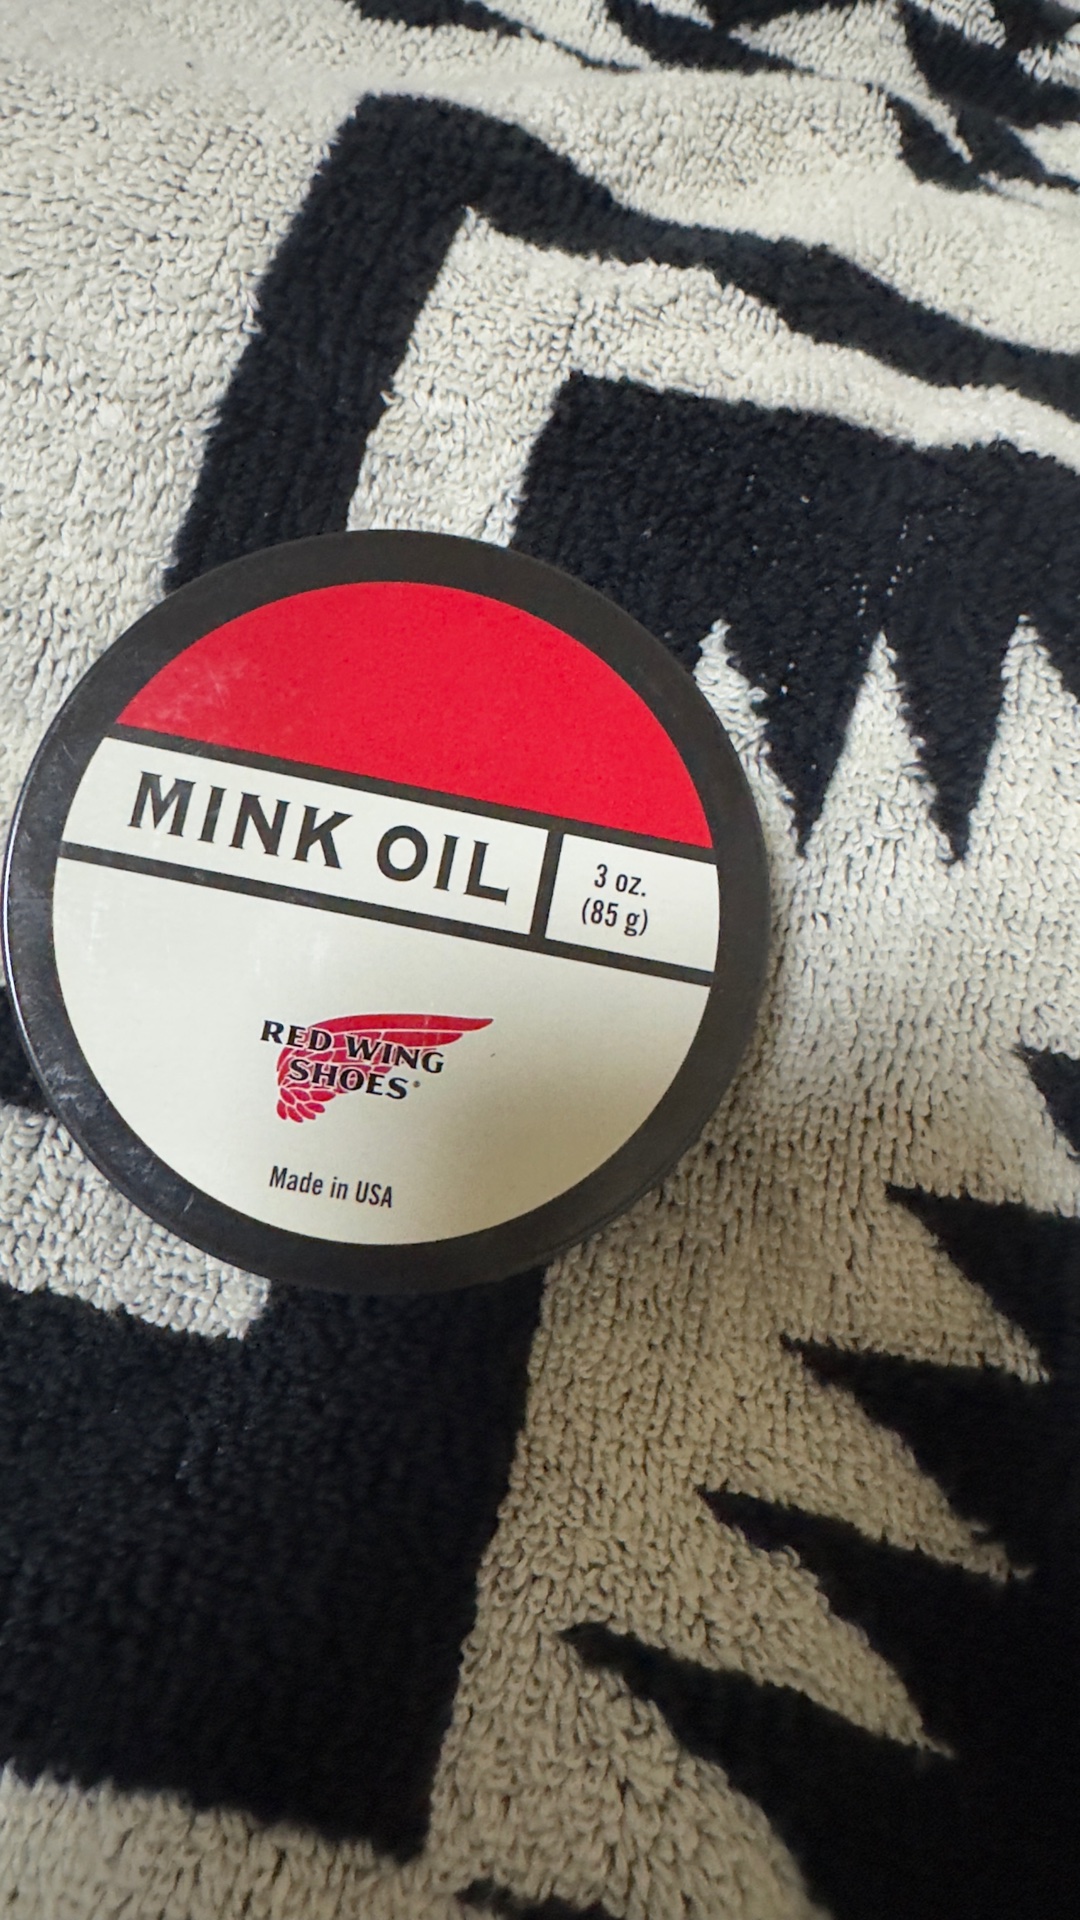 MINK OIL
3 oz.
(85 g)
RED WING
SHOES®
Made in USA